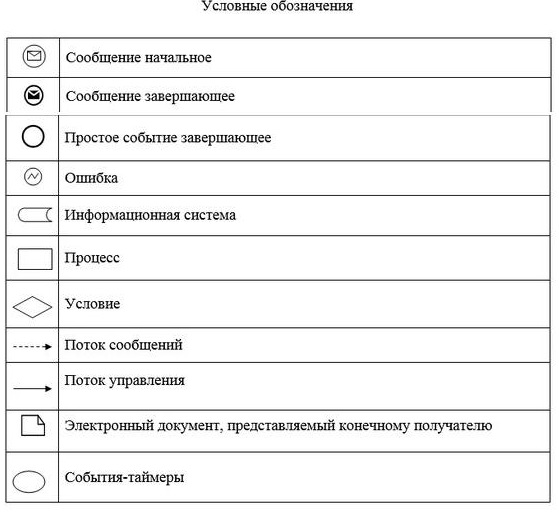 Условные обозначения
Сообщение начальное
Сообщение завершающее
Простое событие завершающее
Ошибка
Информационная система
Процесс
Условие
Поток сообщений
Поток управления
Электронный документ, представляемый конечному получателю
События-таймеры